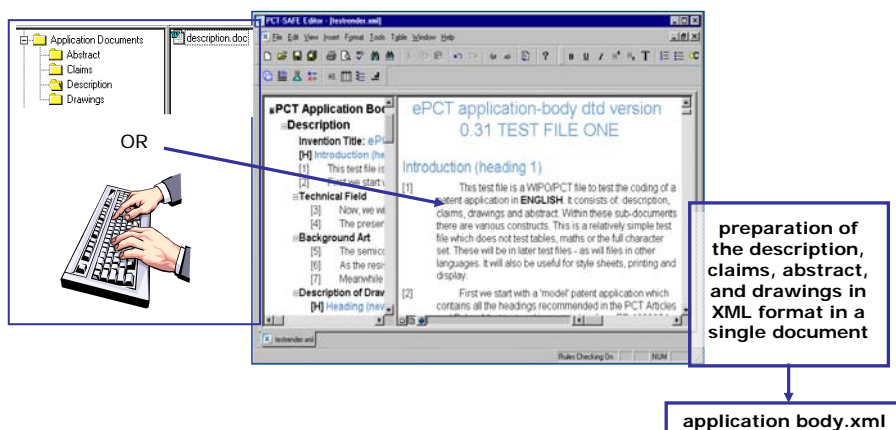 Application Documents
Abstract
Claims
Description
Drawings
description.doc
OR
PCT-SAFE Editor - [testrender.xml]
File Edit View Insert Format Tools Table Window Help
PCT Application Bod
Description
Invention Title: eP
[H] Introduction (he
[1] This test file is
[2] First we start
Technical Field
[3] Now, we w
[4] The presen
Background Art
[5] The semico
[6] As the resi
[7] Meanwhile
Description of Draw
[H] Heading (new
ePCT application-body dtd version
0.31 TEST FILE ONE
Introduction (heading 1)
[1] This test file is a WIPO/PCT file to test the coding of a
patent application in ENGLISH. It consists of: description,
claims, drawings and abstract. Within these sub-documents
there are various constructs. This is a relatively simple test
file which does not test tables, maths or the full character
set. These will be in later test files - as will files in other
languages. It will also be useful for style sheets, printing and
display.
[2] First we start with a 'model' patent application which
contains all the headings recommended in the PCT Articles
testrender.xml
Rules Checking On
NUM
preparation of
the description,
claims, abstract,
and drawings in
XML format in a
single document
application body.xml